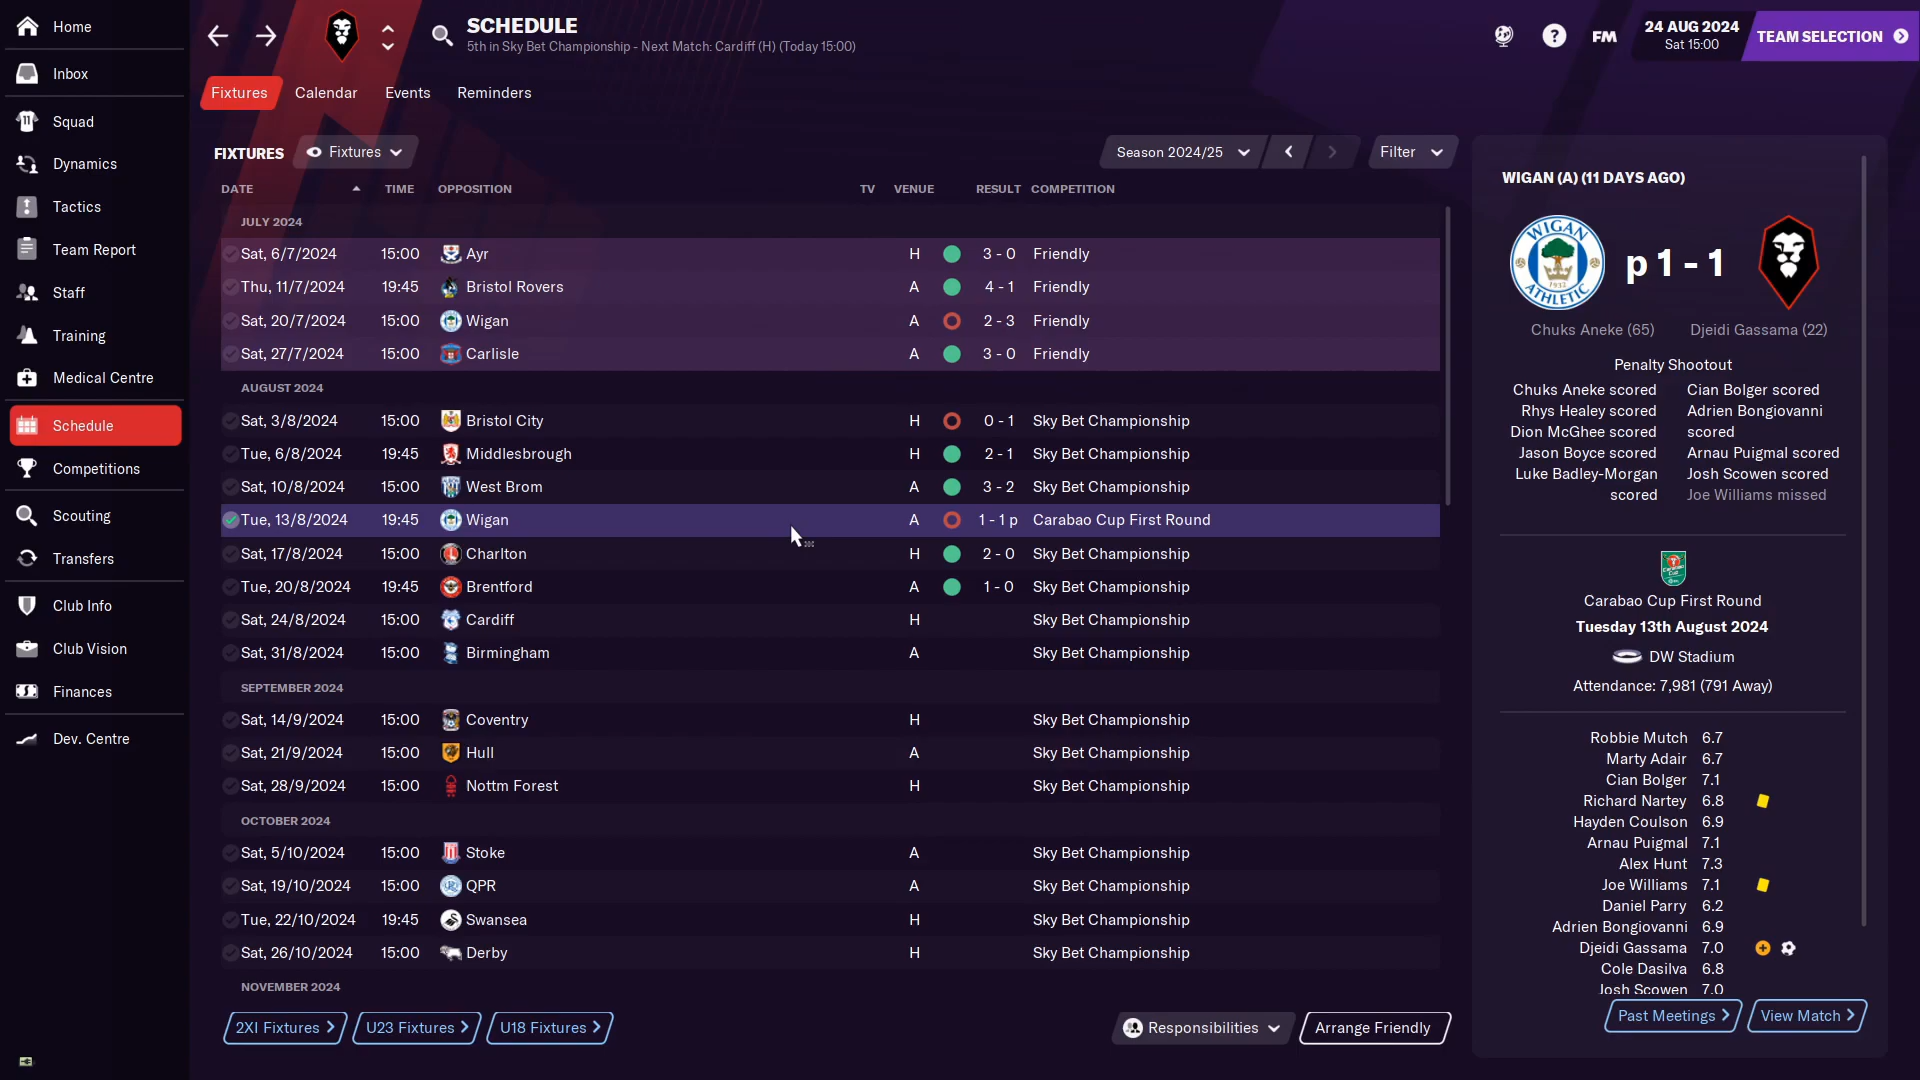 Home
Inbox
Squad
Dynamics
Tactics
Team Report
Staff
Training
Medical Centre
Schedule
Competitions
Scouting
Transfers
Club Info
Club Vision
Finances
Dev. Centre
SCHEDULE
5th in Sky Bet Championship - Next Match: Cardiff (H) (Today 15:00)
FM
24 AUG 2024
Sat 15:00
TEAM SELECTION
Fixtures Calendar Events Reminders
FIXTURES Fixtures Season 2024/25 Filter
DATE TIME OPPOSITION TV VENUE RESULT COMPETITION
JULY 2024
Sat, 6/7/2024 15:00 Ayr H 3 - 0 Friendly
Thu, 11/7/2024 19:45 Bristol Rovers A 4 - 1 Friendly
Sat, 20/7/2024 15:00 Wigan A 2 - 3 Friendly
Sat, 27/7/2024 15:00 Carlisle A 3 - 0 Friendly
AUGUST 2024
Sat, 3/8/2024 15:00 Bristol City H 0 - 1 Sky Bet Championship
Tue, 6/8/2024 19:45 Middlesbrough H 2 - 1 Sky Bet Championship
Sat, 10/8/2024 15:00 West Brom A 3 - 2 Sky Bet Championship
Tue, 13/8/2024 19:45 Wigan A 1 - 1 p Carabao Cup First Round
Sat, 17/8/2024 15:00 Charlton H 2 - 0 Sky Bet Championship
Tue, 20/8/2024 19:45 Brentford A 1 - 0 Sky Bet Championship
Sat, 24/8/2024 15:00 Cardiff H Sky Bet Championship
Sat, 31/8/2024 15:00 Birmingham A Sky Bet Championship
SEPTEMBER 2024
Sat, 14/9/2024 15:00 Coventry H Sky Bet Championship
Sat, 21/9/2024 15:00 Hull A Sky Bet Championship
Sat, 28/9/2024 15:00 Nottm Forest H Sky Bet Championship
OCTOBER 2024
Sat, 5/10/2024 15:00 Stoke A Sky Bet Championship
Sat, 19/10/2024 15:00 QPR A Sky Bet Championship
Tue, 22/10/2024 19:45 Swansea H Sky Bet Championship
Sat, 26/10/2024 15:00 Derby H Sky Bet Championship
NOVEMBER 2024
2XI Fixtures U23 Fixtures U18 Fixtures Responsibilities Arrange Friendly
WIGAN (A) (11 DAYS AGO)
WIGAN
1932
ATHLETIC
p 1 - 1
Chuks Aneke (65) Djeidi Gassama (22)
Penalty Shootout
Chuks Aneke scored
Rhys Healey scored
Dion McGhee scored
Jason Boyce scored
Luke Badley-Morgan
scored
Cian Bolger scored
Adrien Bongiovanni
scored
Arnau Puigmal scored
Josh Scowen scored
Joe Williams missed
Carabao Cup First Round
Tuesday 13th August 2024
DW Stadium
Attendance: 7,981 (791 Away)
Robbie Mutch 6.7
Marty Adair 6.7
Cian Bolger 7.1
Richard Nartey 6.8
Hayden Coulson 6.9
Arnau Puigmal 7.1
Alex Hunt 7.3
Joe Williams 7.1
Daniel Parry 6.2
Adrien Bongiovanni 6.9
Djeidi Gassama 7.0
Cole Dasilva 6.8
Josh Scowen 7.0
Past Meetings View Match